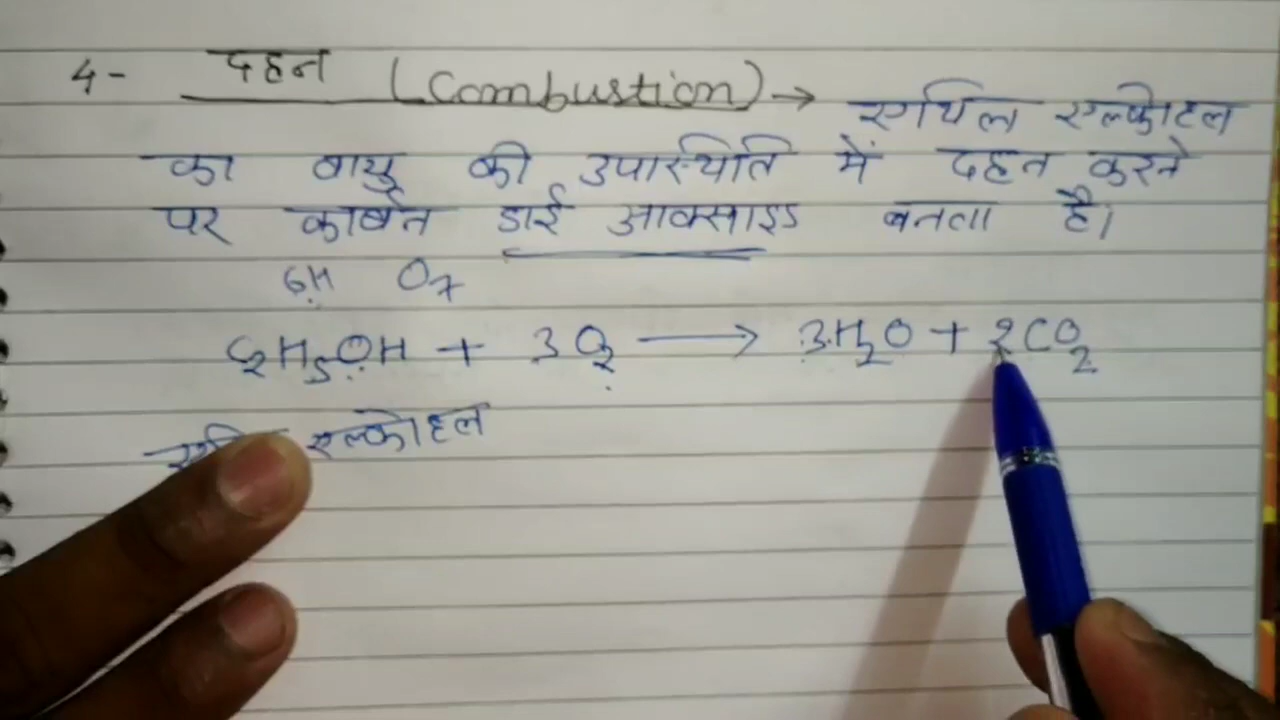 4- दहन (Combustion) → एथिल एल्कोहल
का वायु की उपस्थिति में दहन करने
पर कार्बन डाई आक्साइड बनता है।
6H O7
C2H5OH + 3O2 → 3H2O + 2CO2
एल्कोहल